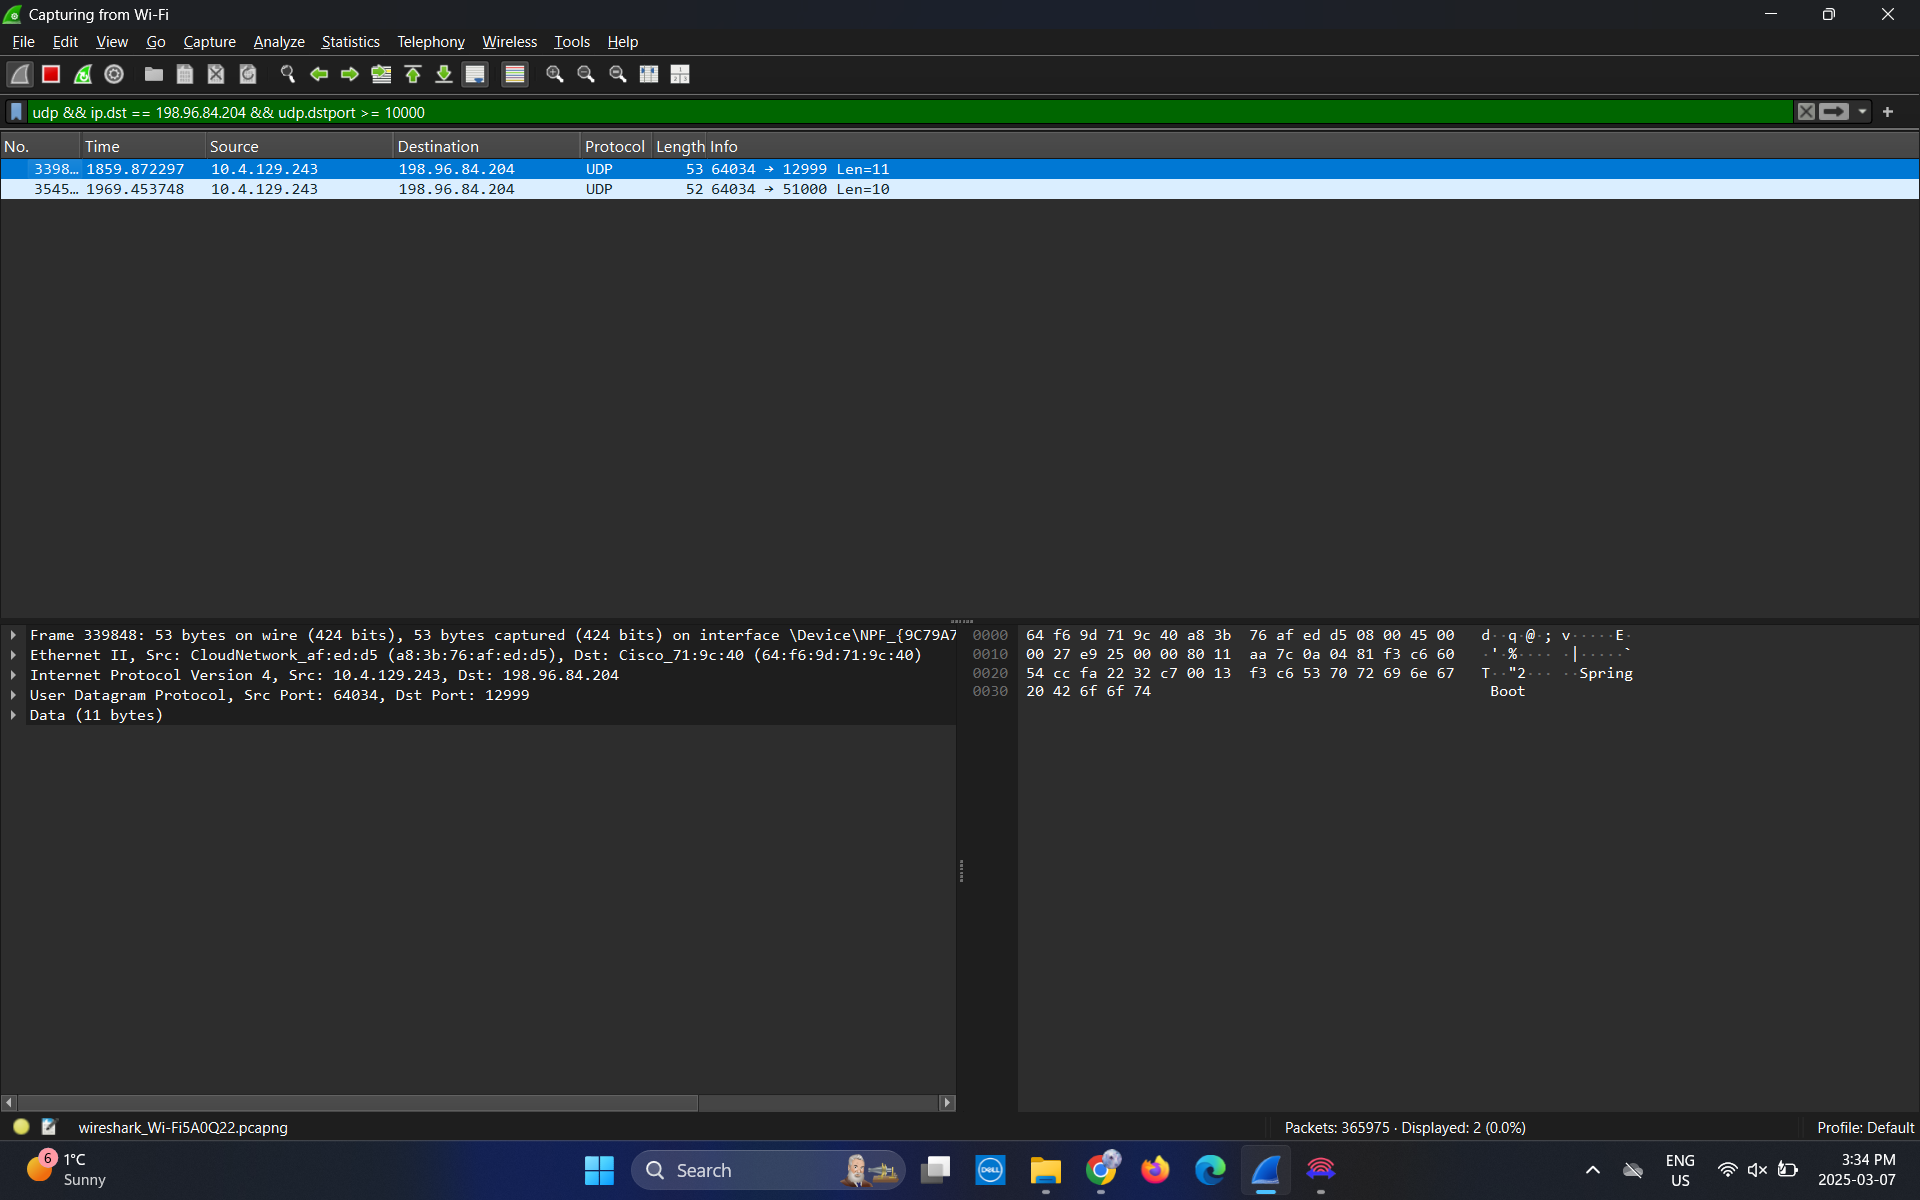 Capturing from Wi-Fi
File Edit View Go Capture Analyze Statistics Telephony Wireless Tools Help
udp && ip.dst == 198.96.84.204 && udp.dstport >= 10000
No. Time Source Destination Protocol Length Info
3398… 1859.872297 10.4.129.243 198.96.84.204 UDP 53 64034 → 12999 Len=11
3545… 1969.453748 10.4.129.243 198.96.84.204 UDP 52 64034 → 51000 Len=10
Frame 339848: 53 bytes on wire (424 bits), 53 bytes captured (424 bits) on interface \Device\NPF_{9C79A7
Ethernet II, Src: CloudNetwork_af:ed:d5 (a8:3b:76:af:ed:d5), Dst: Cisco_71:9c:40 (64:f6:9d:71:9c:40)
Internet Protocol Version 4, Src: 10.4.129.243, Dst: 198.96.84.204
User Datagram Protocol, Src Port: 64034, Dst Port: 12999
Data (11 bytes)
0000 64 f6 9d 71 9c 40 a8 3b 76 af ed d5 08 00 45 00 d··q·@·; v·····E·
0010 00 27 e9 25 00 00 80 11 aa 7c 0a 04 81 f3 c6 60 ·'·%···· ·|·····`
0020 54 cc fa 22 32 c7 00 13 f3 c6 53 70 72 69 6e 67 T··"2··· ··Spring
0030 20 42 6f 6f 74 Boot
wireshark_Wi-Fi5A0Q22.pcapng
Packets: 365975 · Displayed: 2 (0.0%)
Profile: Default
6
1°C
Sunny
Search
DELL
ENG
US
3:34 PM
2025-03-07